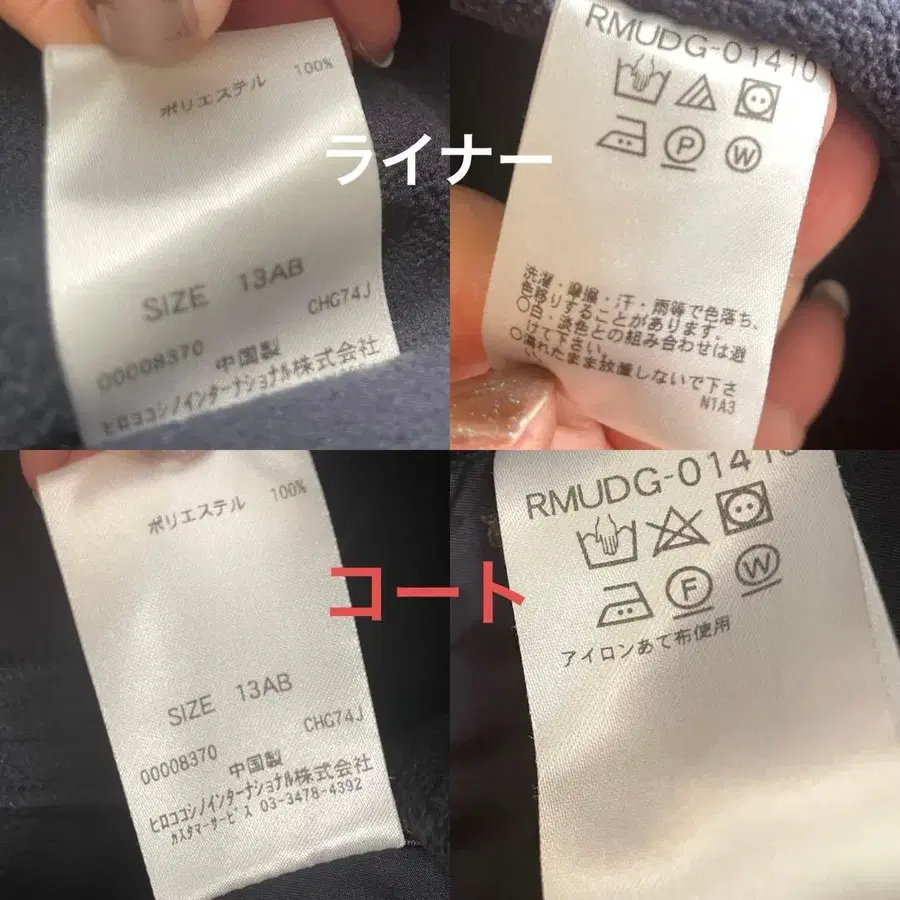 ポリエステル 100%
SIZE 13AB
CHG74J
00008370 中国製
ヒロココシノインターナショナル株式会社
RMUDG-01410
P W
ライナー
洗濯・摩擦・汗・雨等で色落ち、
色移りすることがあります。
○白・淡色との組み合わせは避
けて下さい。
○濡れたまま放置しないで下さ
い。
N1A3
ポリエステル 100%
コート
SIZE 13AB
CHG74J
00008370 中国製
ヒロココシノインターナショナル株式会社
カスタマーサービス 03-3478-4392
RMUDG-01410
F W
アイロンあて布使用